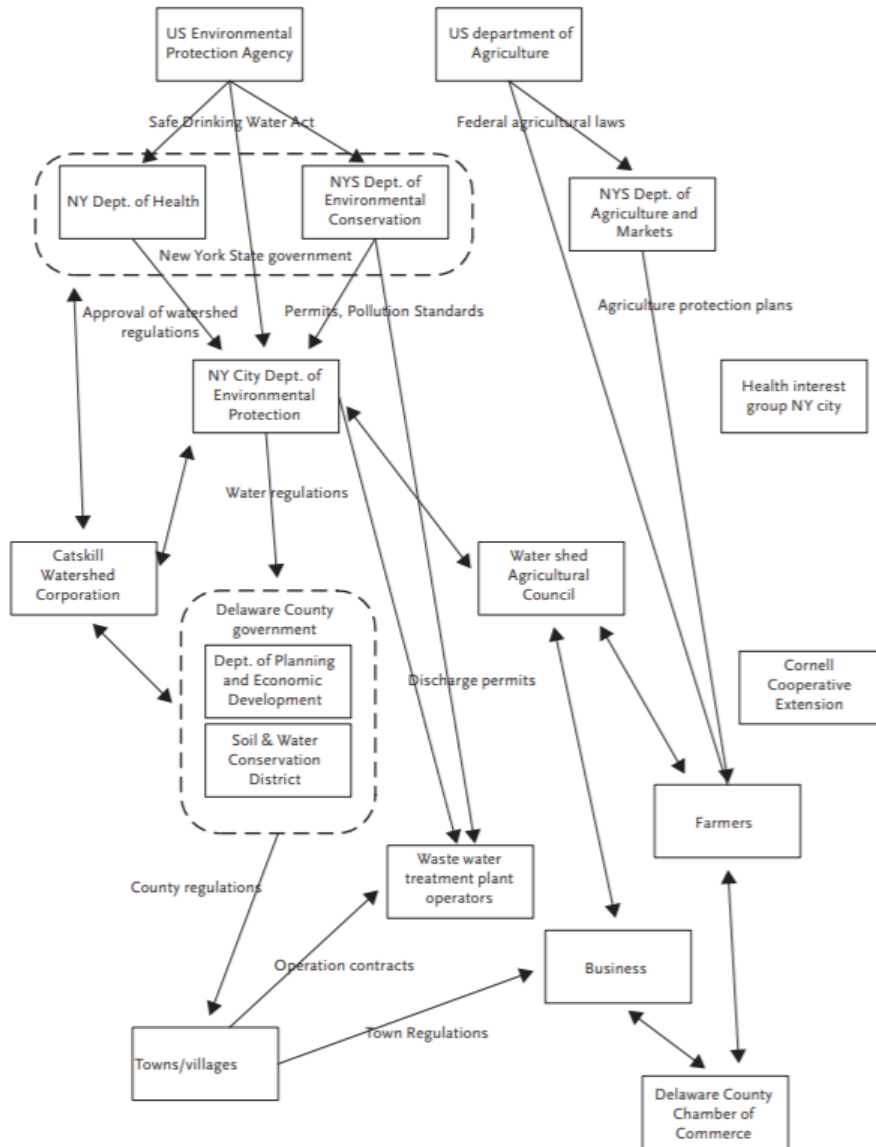 US Environmental
Protection Agency
US department of
Agriculture
Safe Drinking Water Act
Federal agricultural laws
NY Dept. of Health
NYS Dept. of
Environmental
Conservation
NYS Dept. of
Agriculture and
Markets
New York State government
Approval of watershed
regulations
Permits, Pollution Standards
Agriculture protection plans
NY City Dept. of
Environmental
Protection
Health interest
group NY city
Water regulations
Catskill
Watershed
Corporation
Water shed
Agricultural
Council
Delaware County
government
Dept. of Planning
and Economic
Development
Discharge permits
Cornell
Cooperative
Extension
Soil & Water
Conservation
District
Farmers
Waste water
treatment plant
operators
County regulations
Operation contracts
Business
Town Regulations
Towns/villages
Delaware County
Chamber of
Commerce